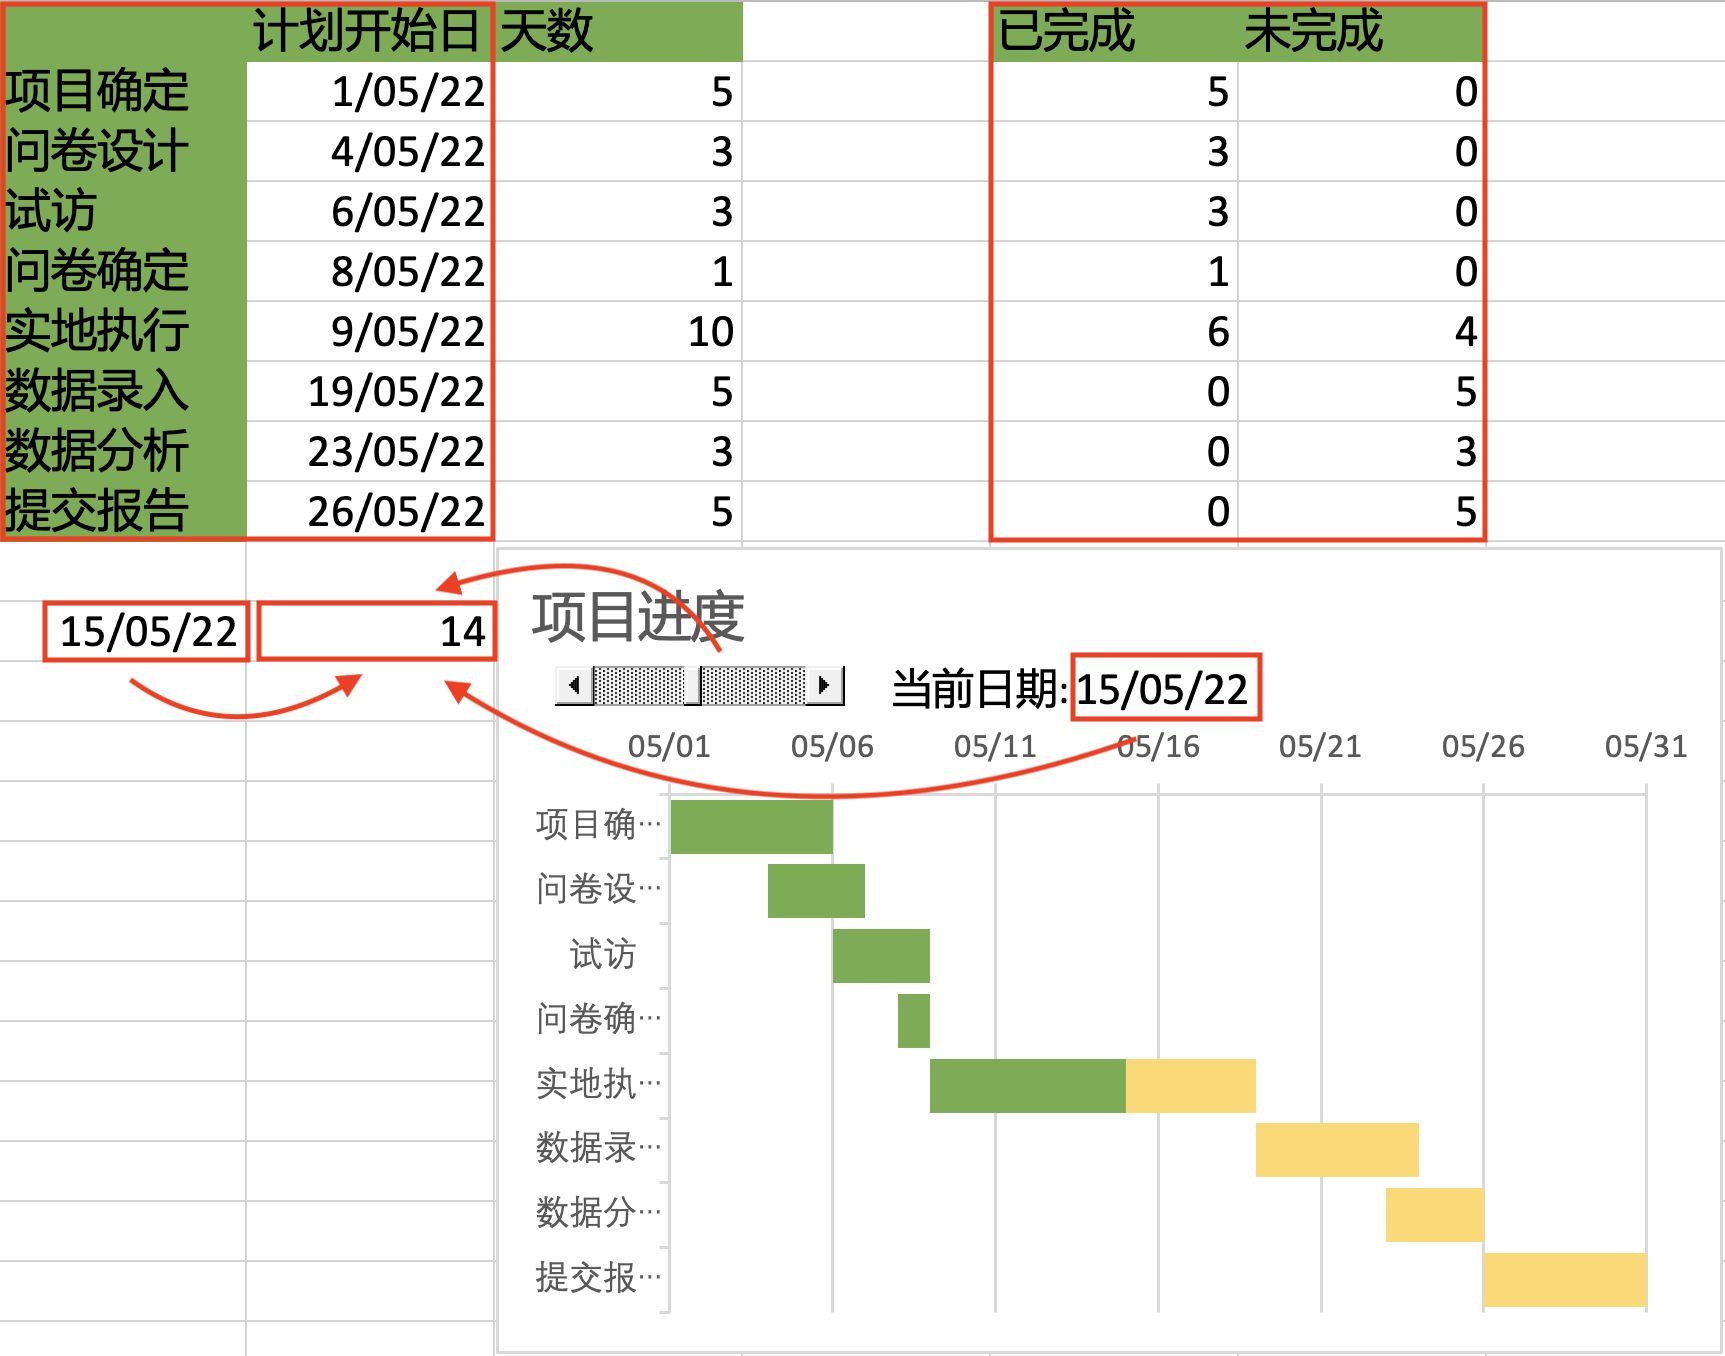 计划开始日 天数 已完成 未完成
项目确定 1/05/22 5 5 0
问卷设计 4/05/22 3 3 0
试访 6/05/22 3 3 0
问卷确定 8/05/22 1 1 0
实地执行 9/05/22 10 6 4
数据录入 19/05/22 5 0 5
数据分析 23/05/22 3 0 3
提交报告 26/05/22 5 0 5
15/05/22 14
项目进度
当前日期: 15/05/22
05/01 05/06 05/11 05/16 05/21 05/26 05/31
项目确…
问卷设…
试访
问卷确…
实地执…
数据录…
数据分…
提交报…